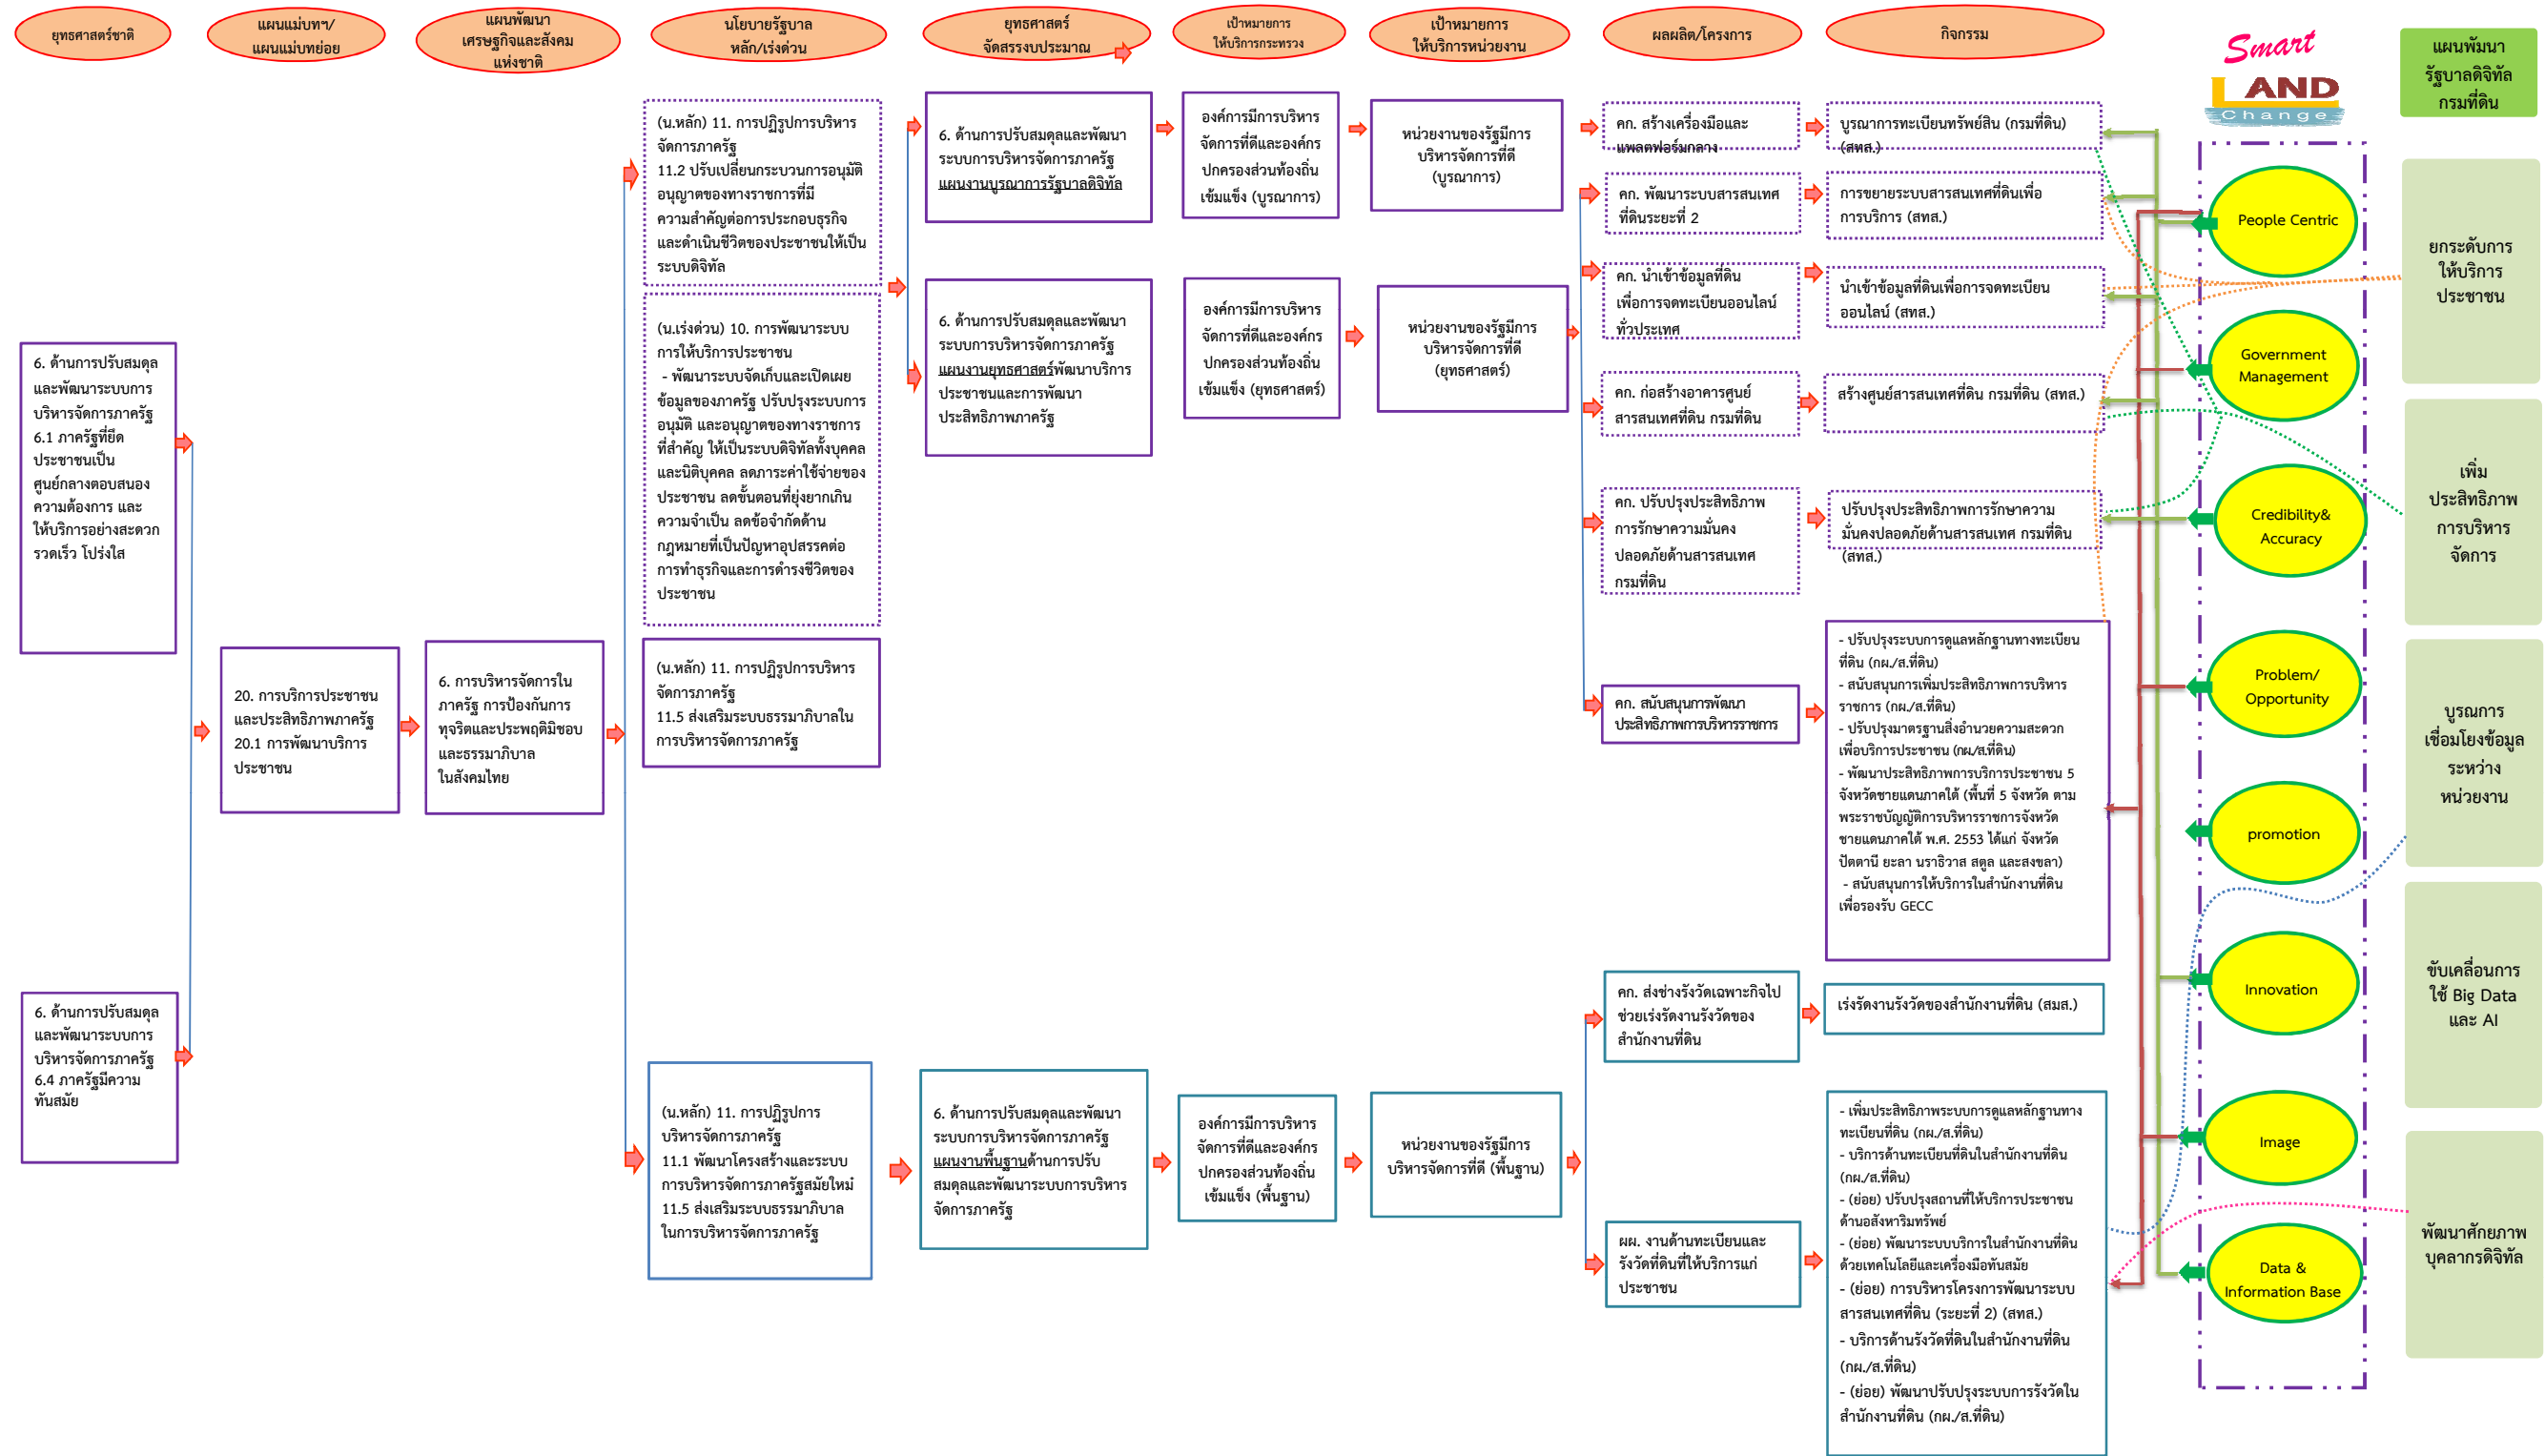 ยุทธศาสตร์ชาติ
แผนแม่บทฯ/
แผนแม่บทย่อย
แผนพัฒนา
เศรษฐกิจและสังคม
แห่งชาติ
นโยบายรัฐบาล
หลัก/เร่งด่วน
ยุทธศาสตร์
จัดสรรงบประมาณ
เป้าหมายการ
ให้บริการกระทรวง
เป้าหมายการ
ให้บริการหน่วยงาน
ผลผลิต/โครงการ
กิจกรรม
Smart
LAND
Change
แผนพัมนา
รัฐบาลดิจิทัล
กรมที่ดิน
6. ด้านการปรับสมดุล
และพัฒนาระบบการ
บริหารจัดการภาครัฐ
6.1 ภาครัฐที่ยึด
ประชาชนเป็น
ศูนย์กลางตอบสนอง
ความต้องการ และ
ให้บริการอย่างสะดวก
รวดเร็ว โปร่งใส
6. ด้านการปรับสมดุล
และพัฒนาระบบการ
บริหารจัดการภาครัฐ
6.4 ภาครัฐมีความ
ทันสมัย
20. การบริการประชาชน
และประสิทธิภาพภาครัฐ
20.1 การพัฒนาบริการ
ประชาชน
6. การบริหารจัดการใน
ภาครัฐ การป้องกันการ
ทุจริตและประพฤติมิชอบ
และธรรมาภิบาล
ในสังคมไทย
(น.หลัก) 11. การปฏิรูปการบริหาร
จัดการภาครัฐ
11.2 ปรับเปลี่ยนกระบวนการอนุมัติ
อนุญาตของทางราชการที่มี
ความสำคัญต่อการประกอบธุรกิจ
และดำเนินชีวิตของประชาชนให้เป็น
ระบบดิจิทัล
(น.เร่งด่วน) 10. การพัฒนาระบบ
การให้บริการประชาชน
- พัฒนาระบบจัดเก็บและเปิดเผย
ข้อมูลของภาครัฐ ปรับปรุงระบบการ
อนุมัติ และอนุญาตของทางราชการ
ที่สำคัญ ให้เป็นระบบดิจิทัลทั้งบุคคล
และนิติบุคคล ลดภาระค่าใช้จ่ายของ
ประชาชน ลดขั้นตอนที่ยุ่งยากเกิน
ความจำเป็น ลดข้อจำกัดด้าน
กฎหมายที่เป็นปัญหาอุปสรรคต่อ
การทำธุรกิจและการดำรงชีวิตของ
ประชาชน
(น.หลัก) 11. การปฏิรูปการบริหาร
จัดการภาครัฐ
11.5 ส่งเสริมระบบธรรมาภิบาลใน
การบริหารจัดการภาครัฐ
(น.หลัก) 11. การปฏิรูปการ
บริหารจัดการภาครัฐ
11.1 พัฒนาโครงสร้างและระบบ
การบริหารจัดการภาครัฐสมัยใหม่
11.5 ส่งเสริมระบบธรรมาภิบาล
ในการบริหารจัดการภาครัฐ
6. ด้านการปรับสมดุลและพัฒนา
ระบบการบริหารจัดการภาครัฐ
แผนงานบูรณาการรัฐบาลดิจิทัล
6. ด้านการปรับสมดุลและพัฒนา
ระบบการบริหารจัดการภาครัฐ
แผนงานยุทธศาสตร์พัฒนาบริการ
ประชาชนและการพัฒนา
ประสิทธิภาพภาครัฐ
6. ด้านการปรับสมดุลและพัฒนา
ระบบการบริหารจัดการภาครัฐ
แผนงานพื้นฐานด้านการปรับ
สมดุลและพัฒนาระบบการบริหาร
จัดการภาครัฐ
องค์การมีการบริหาร
จัดการที่ดีและองค์กร
ปกครองส่วนท้องถิ่น
เข้มแข็ง (บูรณาการ)
องค์การมีการบริหาร
จัดการที่ดีและองค์กร
ปกครองส่วนท้องถิ่น
เข้มแข็ง (ยุทธศาสตร์)
องค์การมีการบริหาร
จัดการที่ดีและองค์กร
ปกครองส่วนท้องถิ่น
เข้มแข็ง (พื้นฐาน)
หน่วยงานของรัฐมีการ
บริหารจัดการที่ดี
(บูรณาการ)
หน่วยงานของรัฐมีการ
บริหารจัดการที่ดี
(ยุทธศาสตร์)
หน่วยงานของรัฐมีการ
บริหารจัดการที่ดี (พื้นฐาน)
คก. สร้างเครื่องมือและ
แพลตฟอร์มกลาง
คก. พัฒนาระบบสารสนเทศ
ที่ดินระยะที่ 2
คก. นำเข้าข้อมูลที่ดิน
เพื่อการจดทะเบียนออนไลน์
ทั่วประเทศ
คก. ก่อสร้างอาคารศูนย์
สารสนเทศที่ดิน กรมที่ดิน
คก. ปรับปรุงประสิทธิภาพ
การรักษาความมั่นคง
ปลอดภัยด้านสารสนเทศ
กรมที่ดิน
คก. สนับสนุนการพัฒนา
ประสิทธิภาพการบริหารราชการ
คก. ส่งช่างรังวัดเฉพาะกิจไป
ช่วยเร่งรัดงานรังวัดของ
สำนักงานที่ดิน
ผผ. งานด้านทะเบียนและ
รังวัดที่ดินที่ให้บริการแก่
ประชาชน
บูรณาการทะเบียนทรัพย์สิน (กรมที่ดิน)
(สทส.)
การขยายระบบสารสนเทศที่ดินเพื่อ
การบริการ (สทส.)
นำเข้าข้อมูลที่ดินเพื่อการจดทะเบียน
ออนไลน์ (สทส.)
สร้างศูนย์สารสนเทศที่ดิน กรมที่ดิน (สทส.)
ปรับปรุงประสิทธิภาพการรักษาความ
มั่นคงปลอดภัยด้านสารสนเทศ กรมที่ดิน
(สทส.)
- ปรับปรุงระบบการดูแลหลักฐานทางทะเบียน
ที่ดิน (กผ./ส.ที่ดิน)
- สนับสนุนการเพิ่มประสิทธิภาพการบริหาร
ราชการ (กผ./ส.ที่ดิน)
- ปรับปรุงมาตรฐานสิ่งอำนวยความสะดวก
เพื่อบริการประชาชน (กผ./ส.ที่ดิน)
- พัฒนาประสิทธิภาพการบริการประชาชน 5
จังหวัดชายแดนภาคใต้ (พื้นที่ 5 จังหวัด ตาม
พระราชบัญญัติการบริหารราชการจังหวัด
ชายแดนภาคใต้ พ.ศ. 2553 ได้แก่ จังหวัด
ปัตตานี ยะลา นราธิวาส สตูล และสงขลา)
- สนับสนุนการให้บริการในสำนักงานที่ดิน
เพื่อรองรับ GECC
เร่งรัดงานรังวัดของสำนักงานที่ดิน (สมส.)
- เพิ่มประสิทธิภาพระบบการดูแลหลักฐานทาง
ทะเบียนที่ดิน (กผ./ส.ที่ดิน)
- บริการด้านทะเบียนที่ดินในสำนักงานที่ดิน
(กผ./ส.ที่ดิน)
- (ย่อย) ปรับปรุงสถานที่ให้บริการประชาชน
ด้านอสังหาริมทรัพย์
- (ย่อย) พัฒนาระบบบริการในสำนักงานที่ดิน
ด้วยเทคโนโลยีและเครื่องมือทันสมัย
- (ย่อย) การบริหารโครงการพัฒนาระบบ
สารสนเทศที่ดิน (ระยะที่ 2) (สทส.)
- บริการด้านรังวัดที่ดินในสำนักงานที่ดิน
(กผ./ส.ที่ดิน)
- (ย่อย) พัฒนาปรับปรุงระบบการรังวัดใน
สำนักงานที่ดิน (กผ./ส.ที่ดิน)
People Centric
Government
Management
Credibility&
Accuracy
Problem/
Opportunity
promotion
Innovation
Image
Data &
Information Base
ยกระดับการ
ให้บริการ
ประชาชน
เพิ่ม
ประสิทธิภาพ
การบริหาร
จัดการ
บูรณการ
เชื่อมโยงข้อมูล
ระหว่าง
หน่วยงาน
ขับเคลื่อนการ
ใช้ Big Data
และ AI
พัฒนาศักยภาพ
บุคลากรดิจิทัล